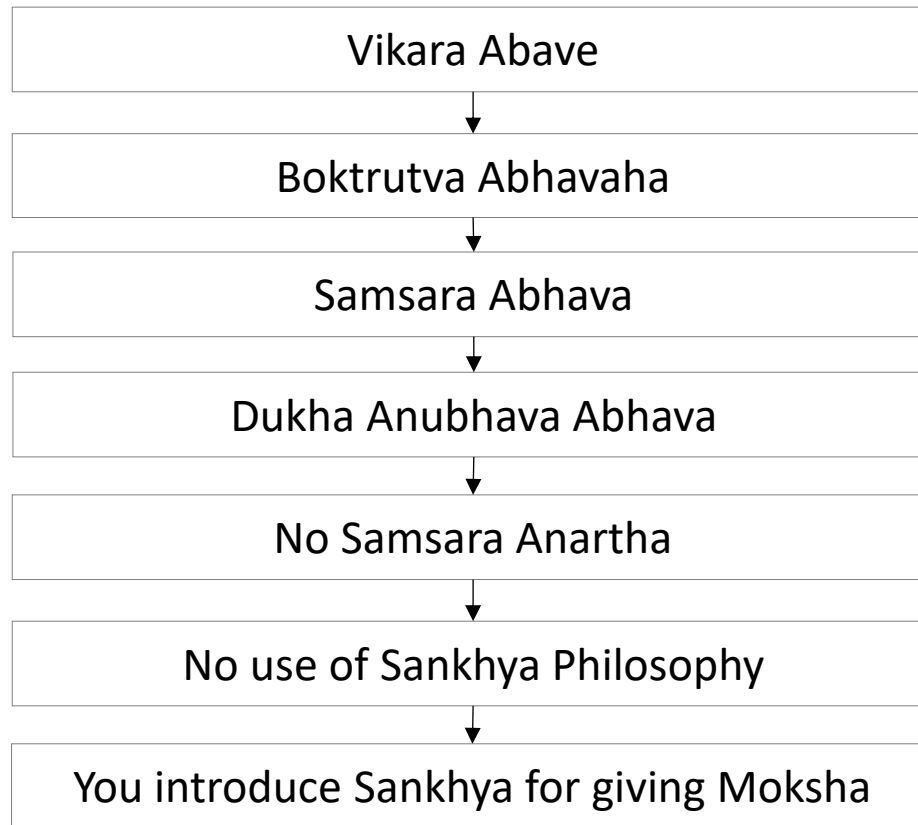 Vikara Abave
Boktrutva Abhavaha
Samsara Abhava
Dukha Anubhava Abhava
No Samsara Anartha
No use of Sankhya Philosophy
You introduce Sankhya for giving Moksha